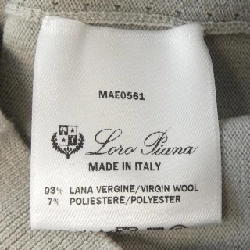 MAE0561
Loro Piana
MADE IN ITALY
93% LANA VERGINE/VIRGIN WOOL
7% POLIESTERE/POLYESTER